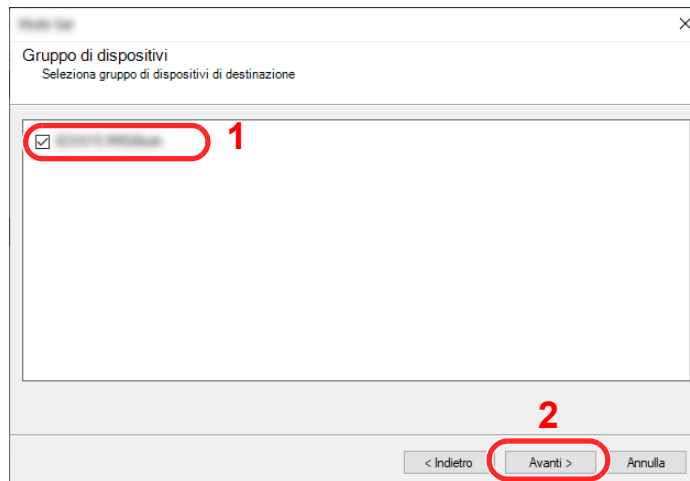 Gruppo di dispositivi
Seleziona gruppo di dispositivi di destinazione
1
2
< Indietro
Avanti >
Annulla